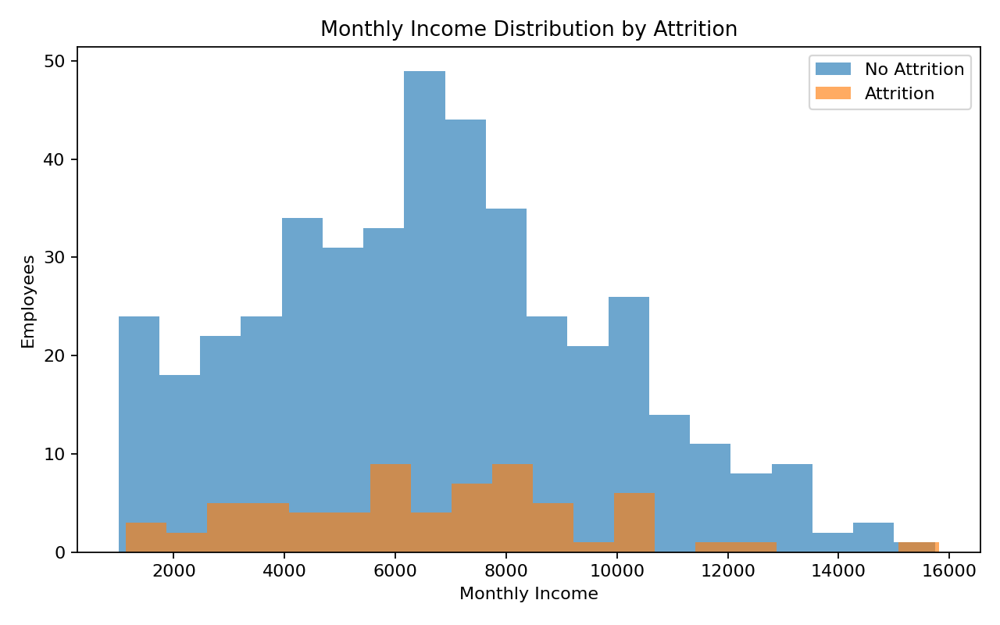 Monthly Income Distribution by Attrition
No Attrition
Attrition
Employees
50
40
30
20
10
0
2000 4000 6000 8000 10000 12000 14000 16000
Monthly Income